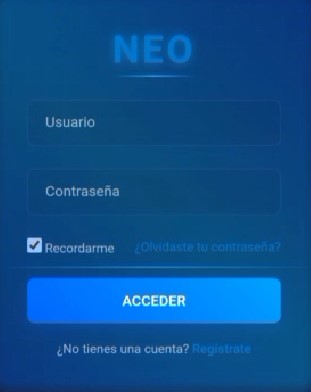 NEO
Usuario
Contraseña
Recordarme ¿Olvidaste tu contraseña?
ACCEDER
¿No tienes una cuenta? Regístrate